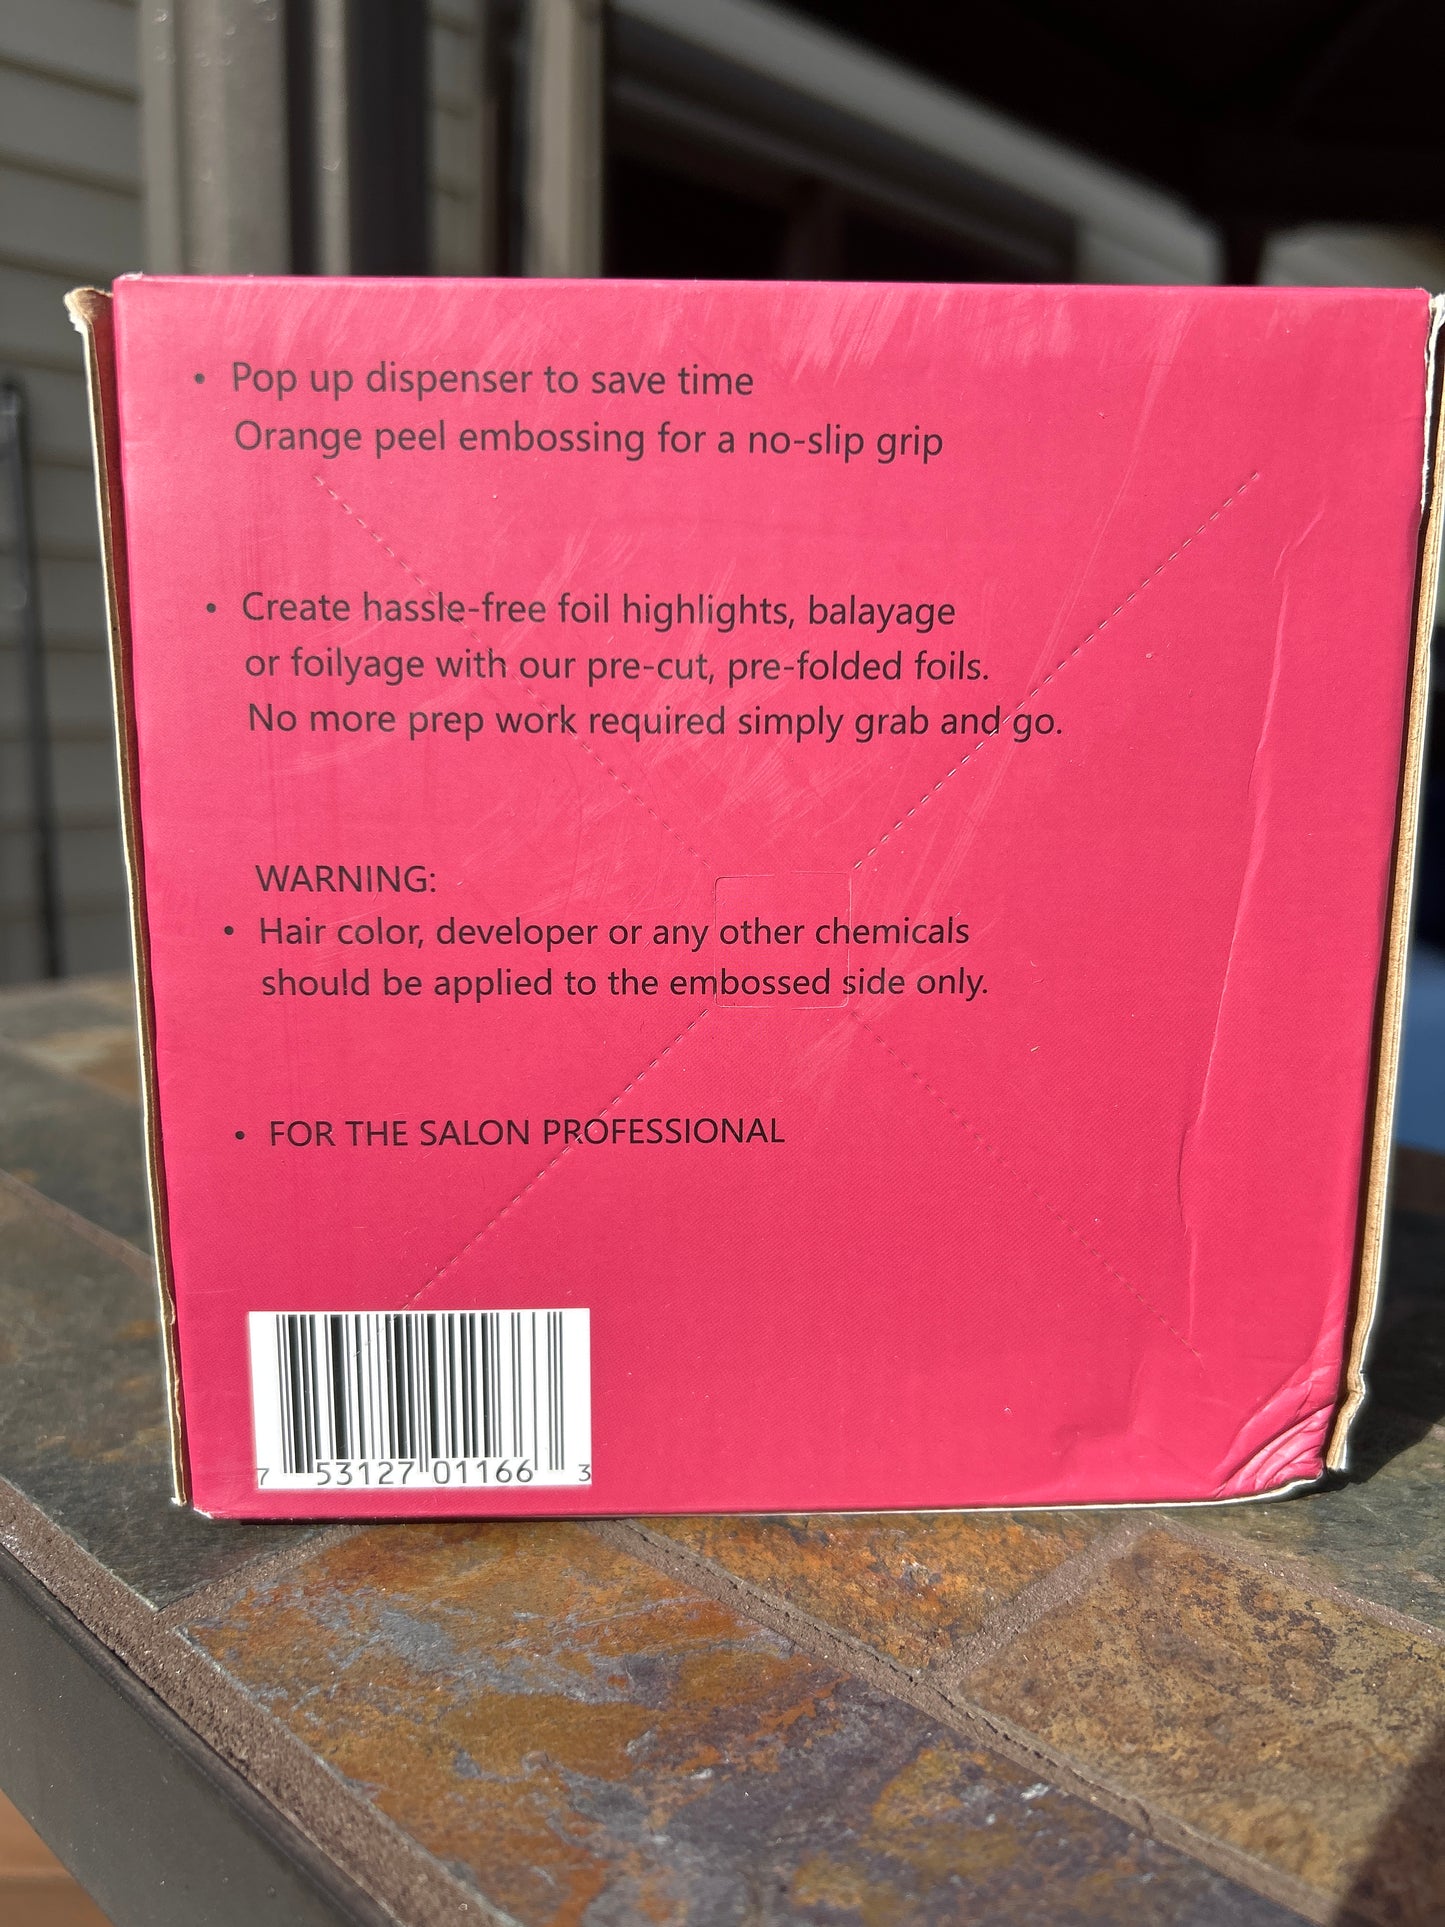 • Pop up dispenser to save time
Orange peel embossing for a no-slip grip
• Create hassle-free foil highlights, balayage
or foilyage with our pre-cut, pre-folded foils.
No more prep work required simply grab and go.
WARNING:
• Hair color, developer or any other chemicals
should be applied to the embossed side only.
• FOR THE SALON PROFESSIONAL
7 53127 01166 3